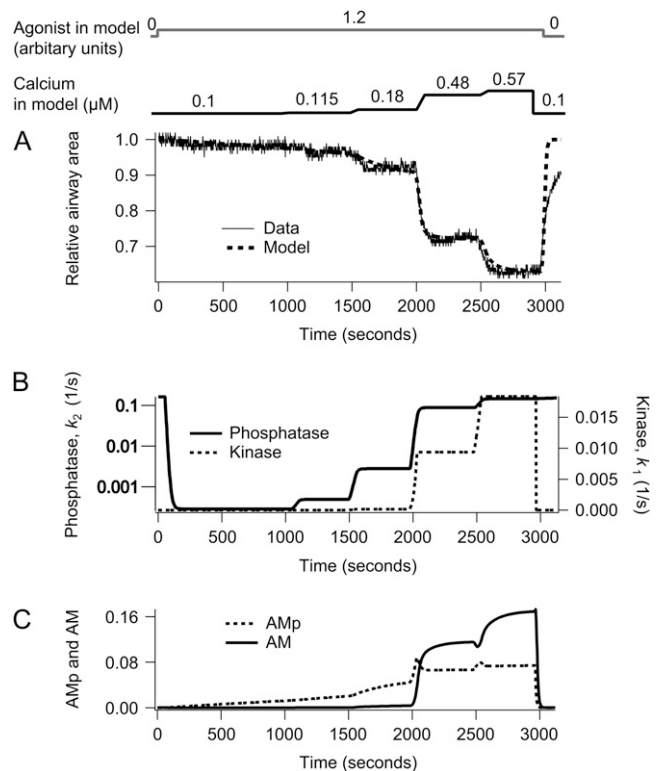 Agonist in model
(arbitary units)
0
1.2
0
Calcium
in model (µM)
0.1
0.115
0.18
0.48
0.57
0.1
A
Relative airway area
1.0
0.9
0.8
0.7
Data
Model
0 500 1000 1500 2000 2500 3000
Time (seconds)
B
Phosphatase, k2 (1/s)
0.1
0.01
0.001
Phosphatase
Kinase
Kinase, k1 (1/s)
0.015
0.010
0.005
0.000
0 500 1000 1500 2000 2500 3000
Time (seconds)
C
AMp and AM
0.16
0.08
0.00
AMp
AM
0 500 1000 1500 2000 2500 3000
Time (seconds)